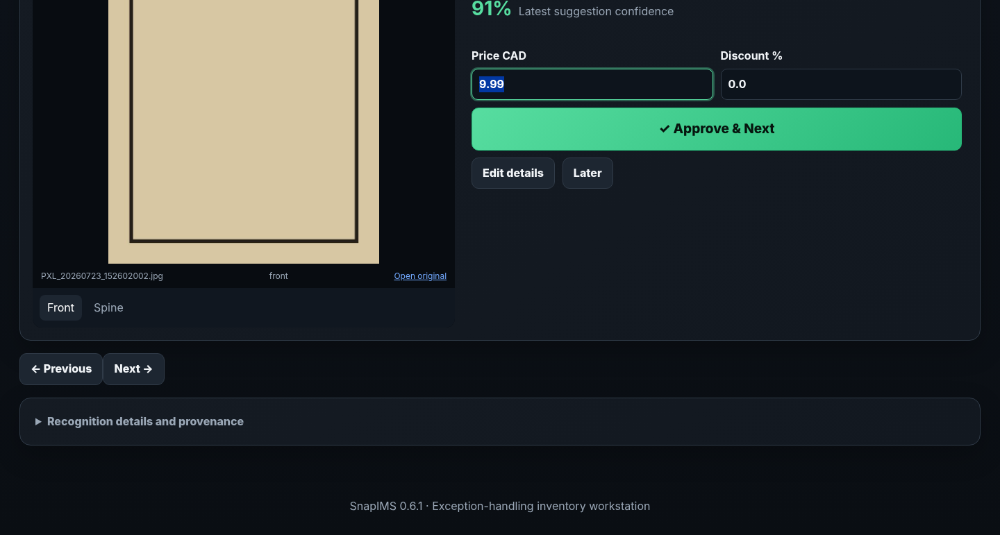 91% Latest suggestion confidence
Price CAD
Discount %
9.99
0.0
✓ Approve & Next
Edit details
Later
PXL_20260723_152602002.jpg
front
Open original
Front
Spine
← Previous
Next →
▶ Recognition details and provenance
SnapIMS 0.6.1 · Exception-handling inventory workstation